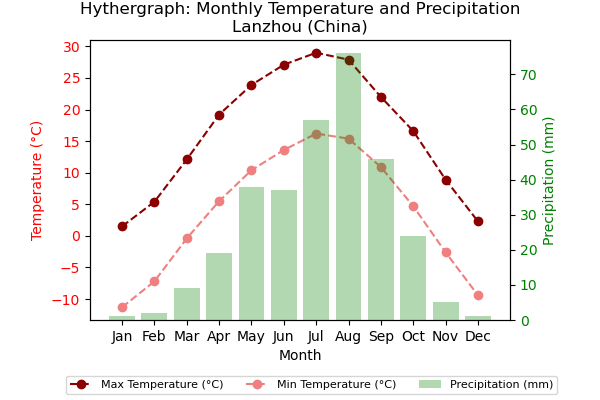 Hythergraph: Monthly Temperature and Precipitation
Lanzhou (China)
Temperature (°C)
30
25
20
15
10
5
0
−5
−10
70
60
50
40
30
20
10
0
Precipitation (mm)
Jan Feb Mar Apr May Jun Jul Aug Sep Oct Nov Dec
Month
Max Temperature (°C) Min Temperature (°C) Precipitation (mm)